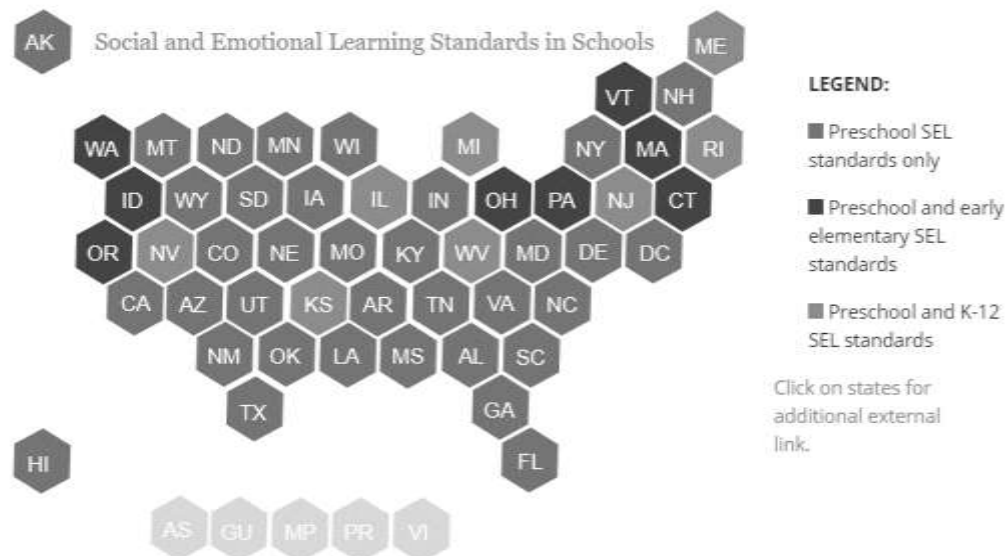 AK
Social and Emotional Learning Standards in Schools
ME
VT NH
WA MT ND MN WI MI NY MA RI
ID WY SD IA IL IN OH PA NJ CT
OR NV CO NE MO KY WV MD DE DC
CA AZ UT KS AR TN VA NC
NM OK LA MS AL SC
TX GA
HI FL
AS GU MP PR VI
LEGEND:
Preschool SEL
standards only
Preschool and early
elementary SEL
standards
Preschool and K-12
SEL standards
Click on states for
additional external
link.